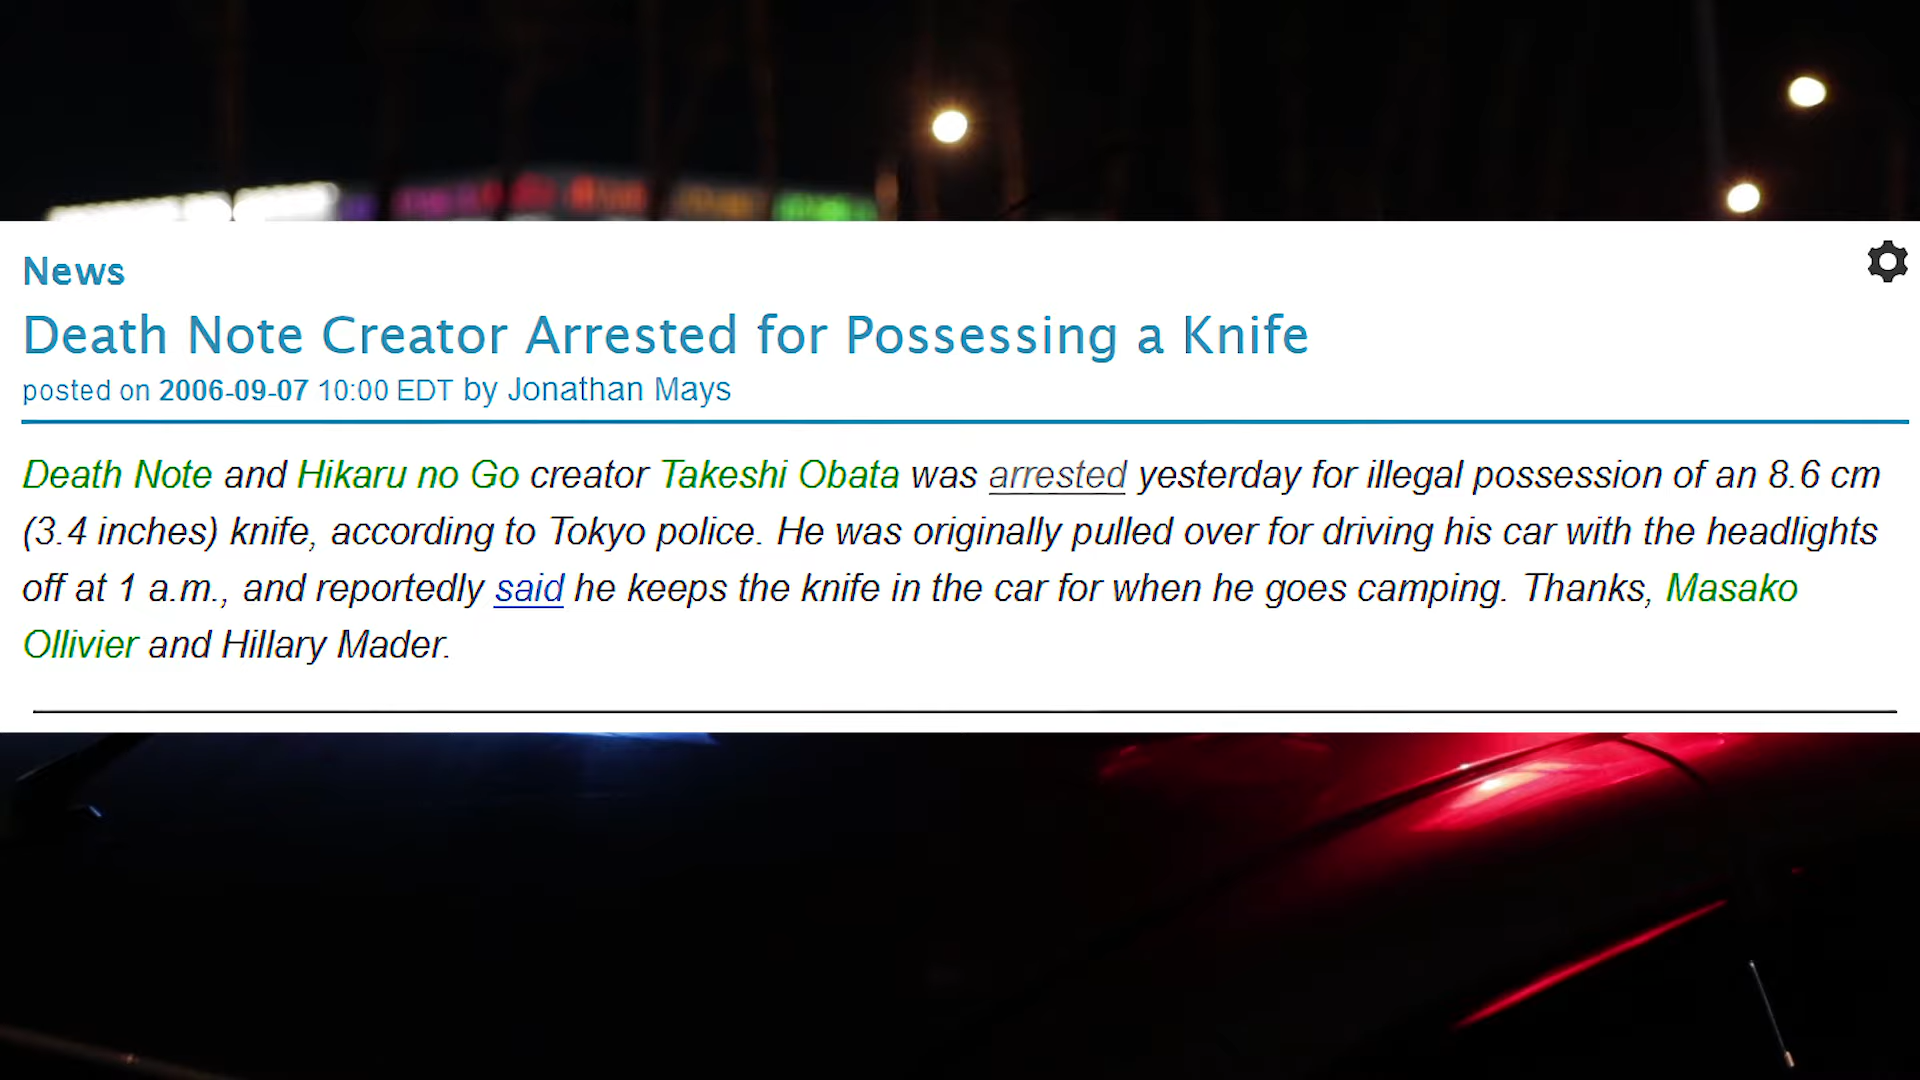 News
Death Note Creator Arrested for Possessing a Knife
posted on 2006-09-07 10:00 EDT by Jonathan Mays
Death Note and Hikaru no Go creator Takeshi Obata was arrested yesterday for illegal possession of an 8.6 cm
(3.4 inches) knife, according to Tokyo police. He was originally pulled over for driving his car with the headlights
off at 1 a.m., and reportedly said he keeps the knife in the car for when he goes camping. Thanks, Masako
Ollivier and Hillary Mader.